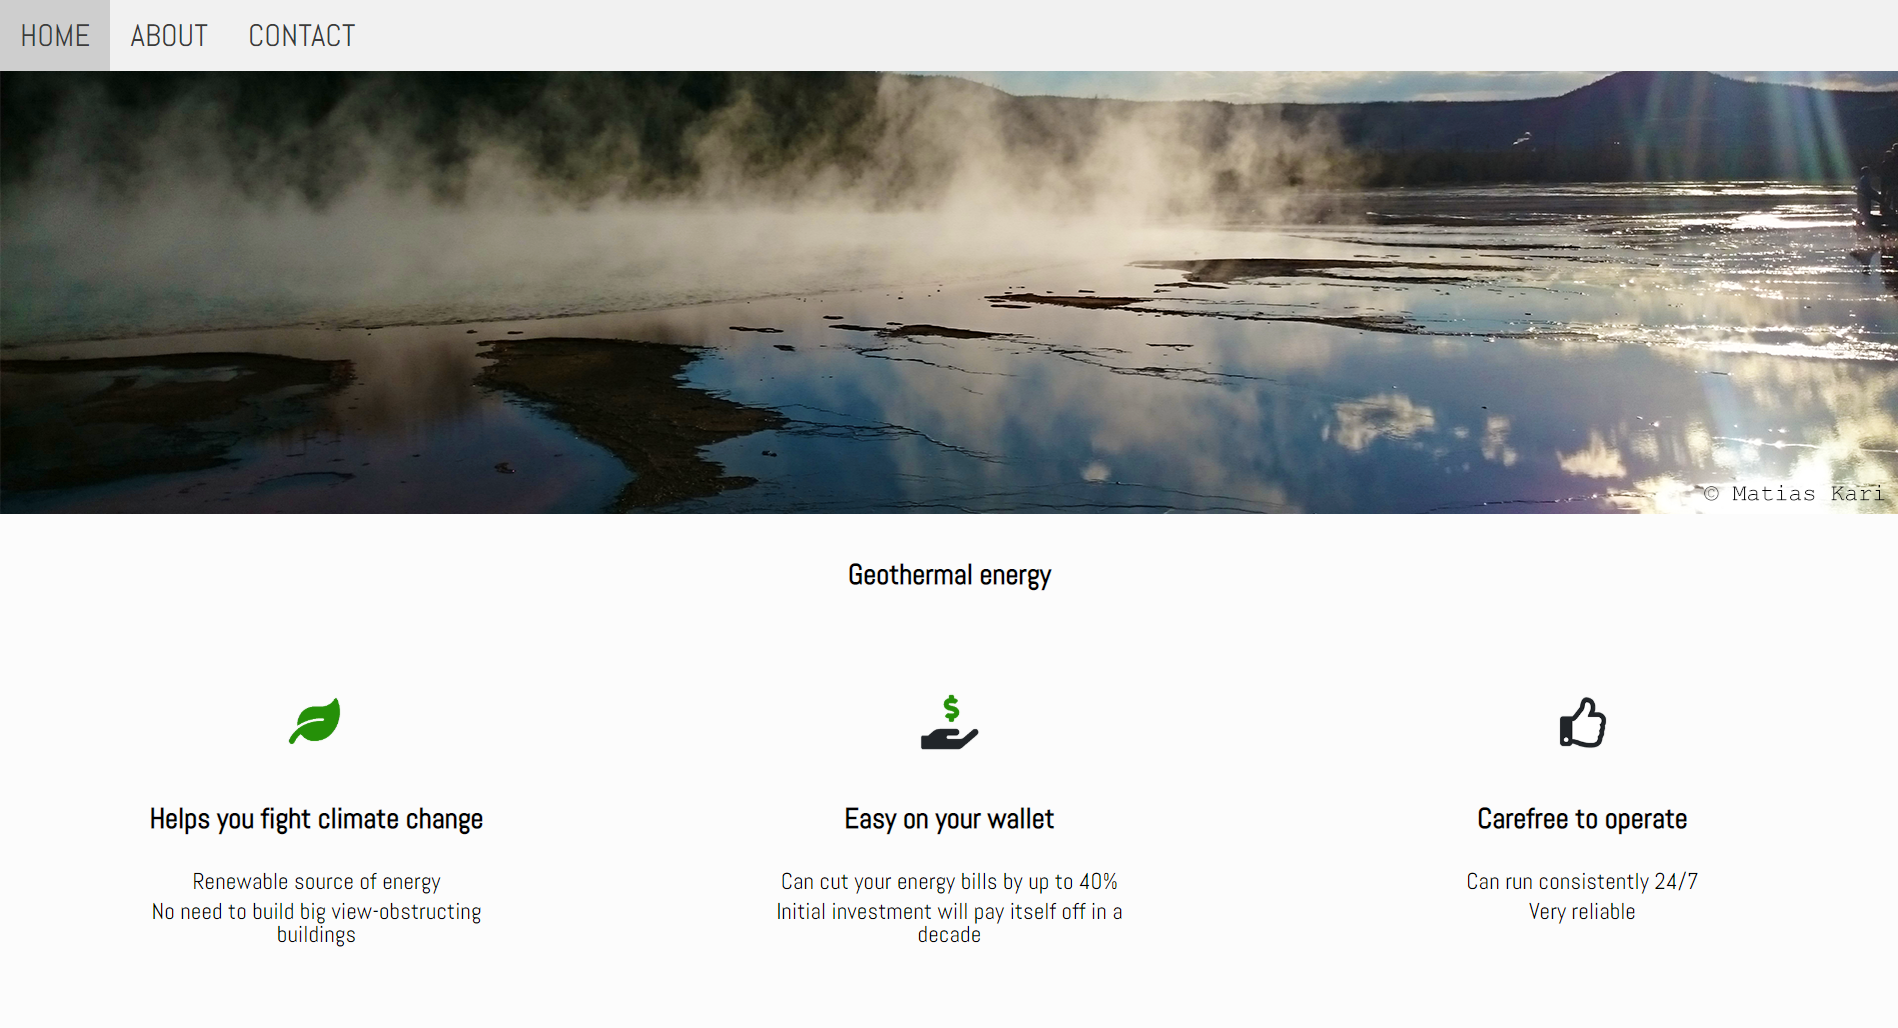 HOME ABOUT CONTACT
© Matias Kari
Geothermal energy
Helps you fight climate change
Renewable source of energy
No need to build big view-obstructing
buildings
Easy on your wallet
Can cut your energy bills by up to 40%
Initial investment will pay itself off in a
decade
Carefree to operate
Can run consistently 24/7
Very reliable